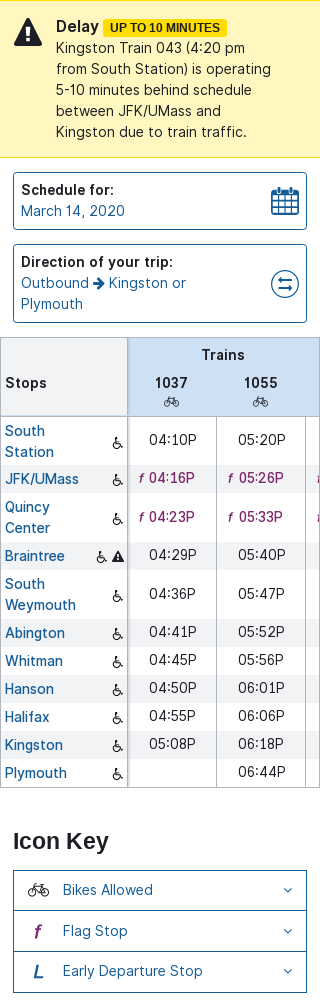 Delay UP TO 10 MINUTES
Kingston Train 043 (4:20 pm
from South Station) is operating
5-10 minutes behind schedule
between JFK/UMass and
Kingston due to train traffic.
Schedule for:
March 14, 2020
Direction of your trip:
Outbound → Kingston or
Plymouth
Trains
Stops 1037 1055
South
Station 04:10P 05:20P
JFK/UMass f 04:16P f 05:26P
Quincy
Center f 04:23P f 05:33P
Braintree 04:29P 05:40P
South
Weymouth 04:36P 05:47P
Abington 04:41P 05:52P
Whitman 04:45P 05:56P
Hanson 04:50P 06:01P
Halifax 04:55P 06:06P
Kingston 05:08P 06:18P
Plymouth 06:44P
Icon Key
Bikes Allowed
f Flag Stop
L Early Departure Stop